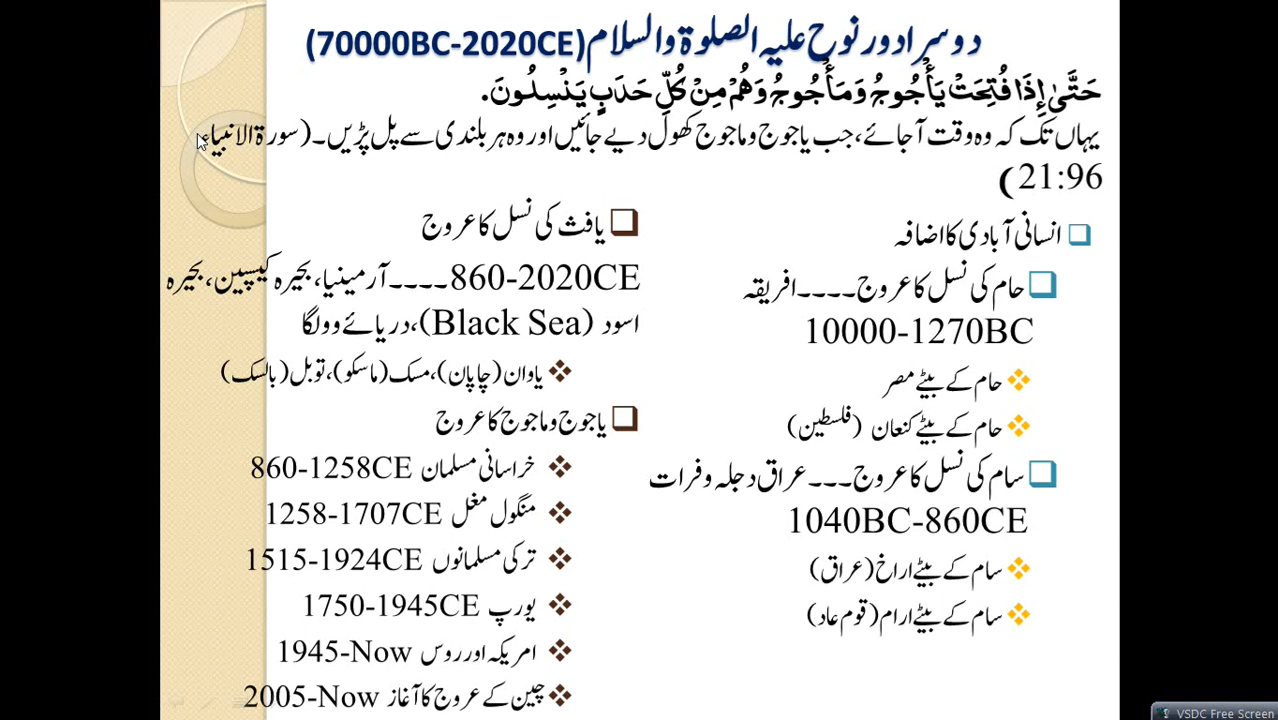 دوسرا دور نوح علیہ الصلوۃ والسلام (70000BC-2020CE)
حَتَّىٰ إِذَا فُتِحَتْ يَأْجُوجُ وَمَأْجُوجُ وَهُمْ مِنْ كُلِّ حَدَبٍ يَنْسِلُونَ.
یہاں تک کہ وہ وقت آ جائے، جب یاجوج وماجوج کھول دیے جائیں اور وہ ہر بلندی سے پل پڑیں۔ (سورۃ الانبیاء
21:96)
❑ انسانی آبادی کا اضافہ
❑ حام کی نسل کا عروج۔۔۔۔افریقہ
10000-1270BC
❖ حام کے بیٹے مصر
❖ حام کے بیٹے کنعان (فلسطین)
❑ سام کی نسل کا عروج۔۔۔عراق دجلہ و فرات
1040BC-860CE
❖ سام کے بیٹے اراخ (عراق)
❖ سام کے بیٹے ارام (قوم عاد)
❑ یافث کی نسل کا عروج
860-2020CE۔۔۔۔آرمینیا، بحیرہ کیسپین، بحیرہ
اسود (Black Sea)، دریائے وولگا
❖ یاوان (جاپان)، مسک (ماسکو)، توبل (بالسک)
❑ یاجوج وماجوج کا عروج
❖ خراسانی مسلمان 860-1258CE
❖ منگول مغل 1258-1707CE
❖ ترکی مسلمانوں 1515-1924CE
❖ یورپ 1750-1945CE
❖ امریکہ اور روس 1945-Now
❖ چین کے عروج کا آغاز 2005-Now
VSDC Free Screen